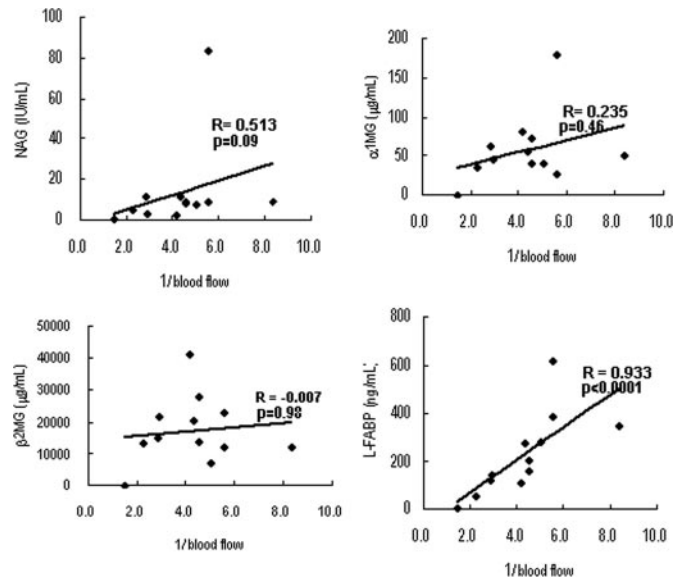 100
80
60
40
20
0
NAG (IU/mL)
R= 0.513
p=0.09
0.0 2.0 4.0 6.0 8.0 10.0
1/blood flow
200
150
100
50
0
α1MG (μg/mL)
R= 0.235
p=0.46
0.0 2.0 4.0 6.0 8.0 10.0
1/blood flow
50000
40000
30000
20000
10000
0
β2MG (μg/mL)
R = -0.007
p=0.98
0.0 2.0 4.0 6.0 8.0 10.0
1/blood flow
800
600
400
200
0
L-FABP (ng/mL)
R = 0.933
p<0.0001
0.0 2.0 4.0 6.0 8.0 10.0
1/blood flow